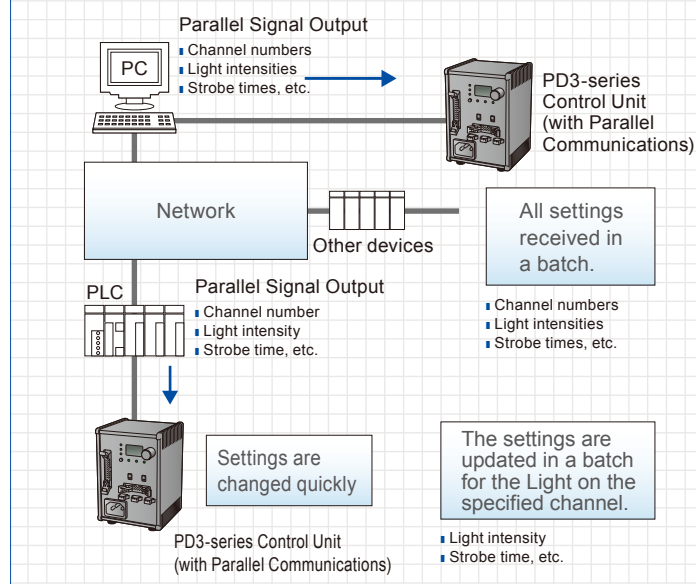 Parallel Signal Output
Channel numbers
Light intensities
Strobe times, etc.
PC
PD3-series
Control Unit
(with Parallel
Communications)
Network
Other devices
All settings
received in
a batch.
Channel numbers
Light intensities
Strobe times, etc.
PLC
Parallel Signal Output
Channel number
Light intensity
Strobe time, etc.
Settings are
changed quickly
PD3-series Control Unit
(with Parallel Communications)
The settings are
updated in a batch
for the Light on the
specified channel.
Light intensity
Strobe time, etc.